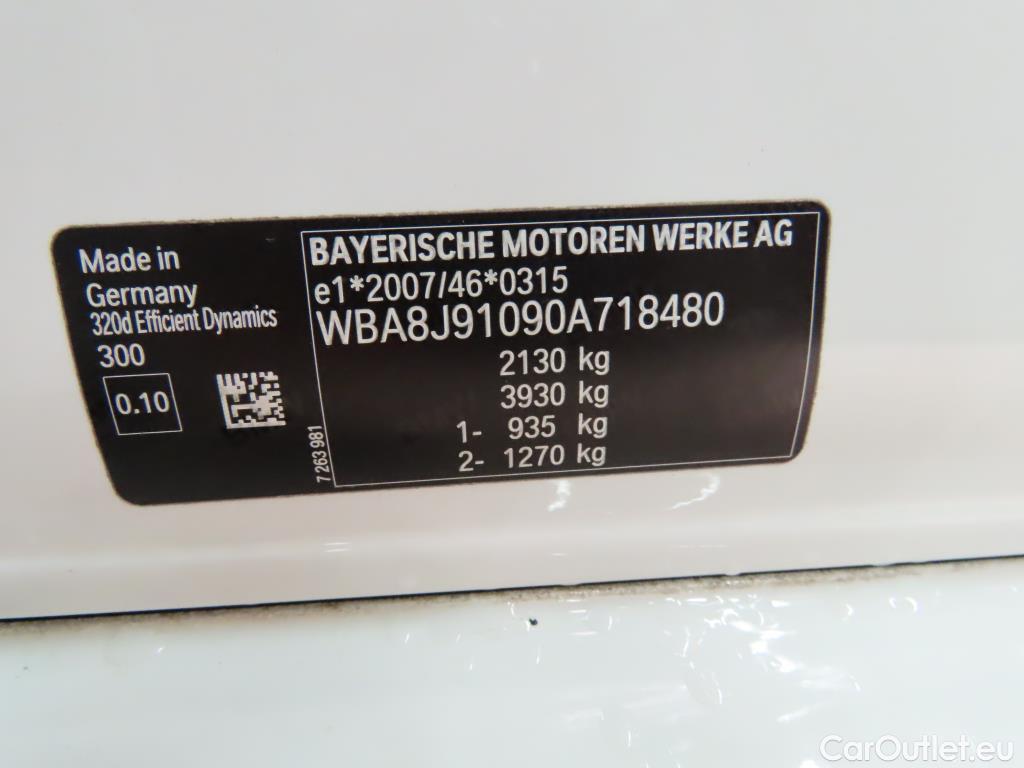 Made in
Germany
320d Efficient Dynamics
300
0.10
7 263 981
BAYERISCHE MOTOREN WERKE AG
e1*2007/46*0315
WBA8J91090A718480
2130 kg
3930 kg
1- 935 kg
2- 1270 kg
CarOutlet.eu